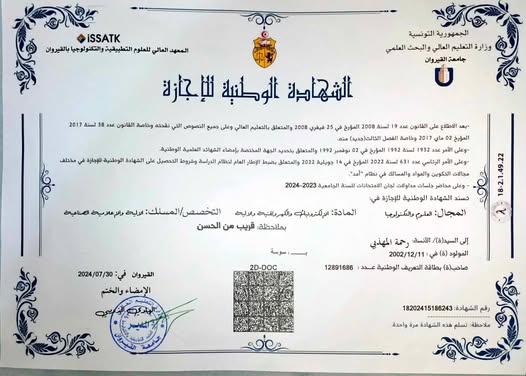 الجمهورية التونسية
وزارة التعليم العالي والبحث العلمي
جامعة القيروان
iSSATK
المعهد العالي للعلوم التطبيقية والتكنولوجيا بالقيروان
الشهادة الوطنية للإجازة
-بعد الاطلاع على القانون عدد 19 لسنة 2008 المؤرخ في 25 فيفري 2008 والمتعلق بالتعليم العالي وعلى جميع النصوص التي نقحته وخاصة القانون عدد 38 لسنة 2017
المؤرخ 02 ماي 2017 وخاصة الفصل الثالث(جديد) منه.
-وعلى الأمر عدد 1932 لسنة 1992 المؤرخ في 02 نوفمبر 1992 والمتعلق بتحديد الجهة المختصة بإمضاء الشهائد العلمية الوطنية.
-وعلى الأمر الرئاسي عدد 631 لسنة 2022 المؤرخ في 14 جويلية 2022 والمتعلق بضبط الإطار العام لنظام الدراسة وشروط التحصيل على الشهادة الوطنية للإجازة في مختلف
مجالات التكوين والمواد والمسالك في نظام "أمد".
-وعلى محاضر جلسات مداولات لجان الامتحانات للسنة الجامعية 2023-2024
تسند الشهادة الوطنية للإجازة في
المجال: العلوم والتكنولوجيا المادة: الإلكترونيك والكهروتقنية والآلية التخصص/المسلك: الآلية والإعلامية الصناعية
بملاحظة: قريب من الحسن
إلى السيد(ة)/ الآنسة: رحمة المهذبي
المولود (ة) في: 2002/12/11 بـ سوسة
صاحب(ة) بطاقة التعريف الوطنية عدد: 12891686
2D-DOC
القيروان في: 2024/07/30
الإمضاء والختم
رقم الشهادة: 18202415186243
ملاحظة: تسلم هذه الشهادة مرة واحدة.
18-2.1.49.22